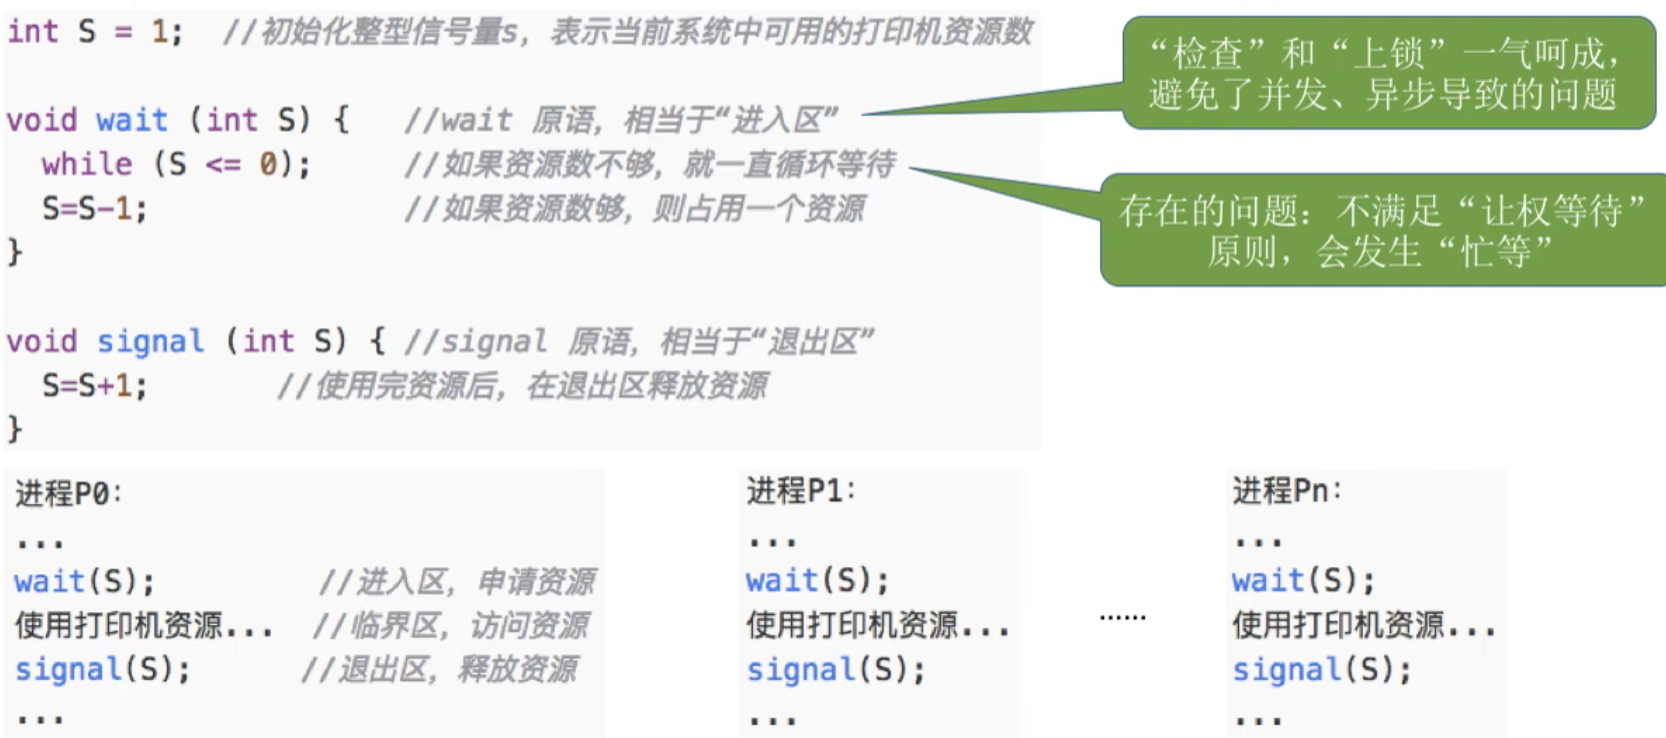 int S = 1;  //初始化整型信号量s，表示当前系统中可用的打印机资源数
“检查”和“上锁”一气呵成，
避免了并发、异步导致的问题
void wait (int S) {   //wait 原语，相当于“进入区”
  while (S <= 0);     //如果资源数不够，就一直循环等待
  S=S-1;              //如果资源数够，则占用一个资源
}
存在的问题：不满足“让权等待”
原则，会发生“忙等”
void signal (int S) { //signal 原语，相当于“退出区”
  S=S+1;       //使用完资源后，在退出区释放资源
}
进程P0：
...
wait(S);         //进入区，申请资源
使用打印机资源...  //临界区，访问资源
signal(S);       //退出区，释放资源
...
进程P1：
...
wait(S);
使用打印机资源...
signal(S);
...
......
进程Pn：
...
wait(S);
使用打印机资源...
signal(S);
...